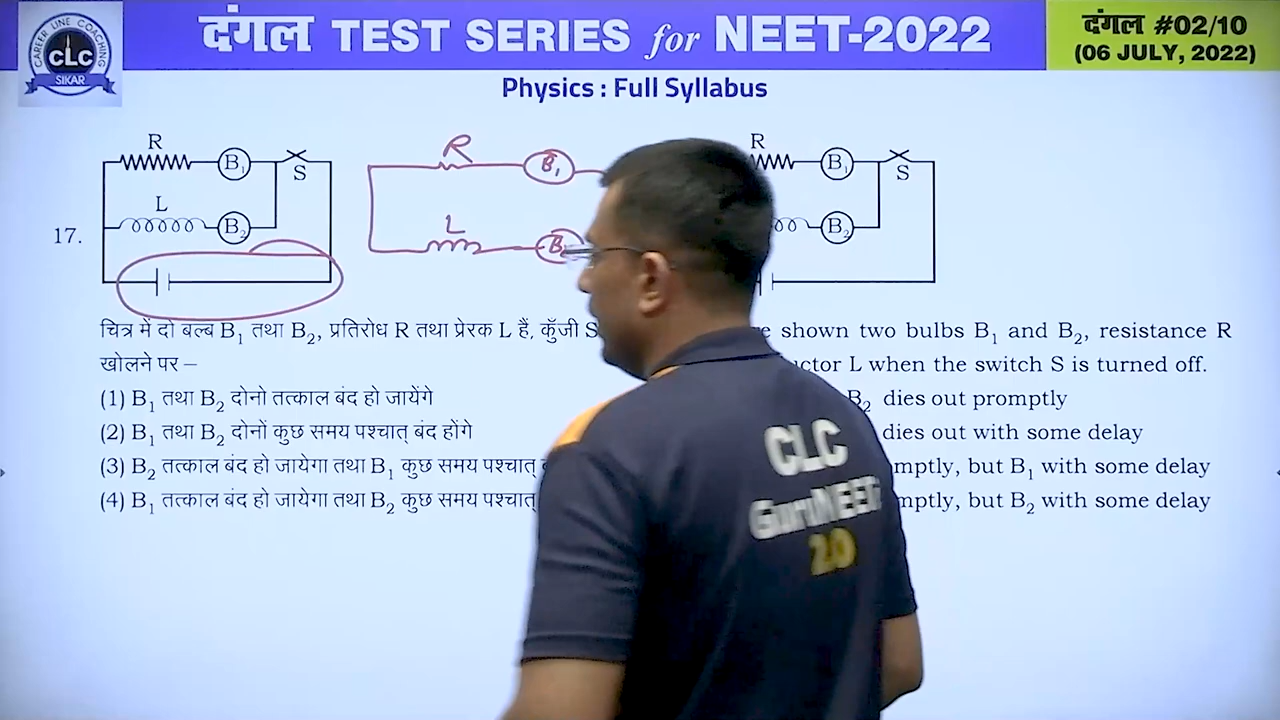 CAREER LINE COACHING
CLC
SIKAR
दंगल TEST SERIES for NEET-2022
दंगल #02/10
(06 JULY, 2022)
Physics : Full Syllabus
R
B1
S
L
B2
17.
R
B1
L
B
R
B1
S
B2
चित्र में दो बल्ब B1 तथा B2, प्रतिरोध R तथा प्रेरक L हैं, कुँजी S
खोलने पर –
(1) B1 तथा B2 दोनो तत्काल बंद हो जायेंगे
(2) B1 तथा B2 दोनों कुछ समय पश्चात् बंद होंगे
(3) B2 तत्काल बंद हो जायेगा तथा B1 कुछ समय पश्चात्
(4) B1 तत्काल बंद हो जायेगा तथा B2 कुछ समय पश्चात्
shown two bulbs B1 and B2, resistance R
L when the switch S is turned off.
B2 dies out promptly
dies out with some delay
but B1 with some delay
but B2 with some delay
CLC
GuruNEET
2.0